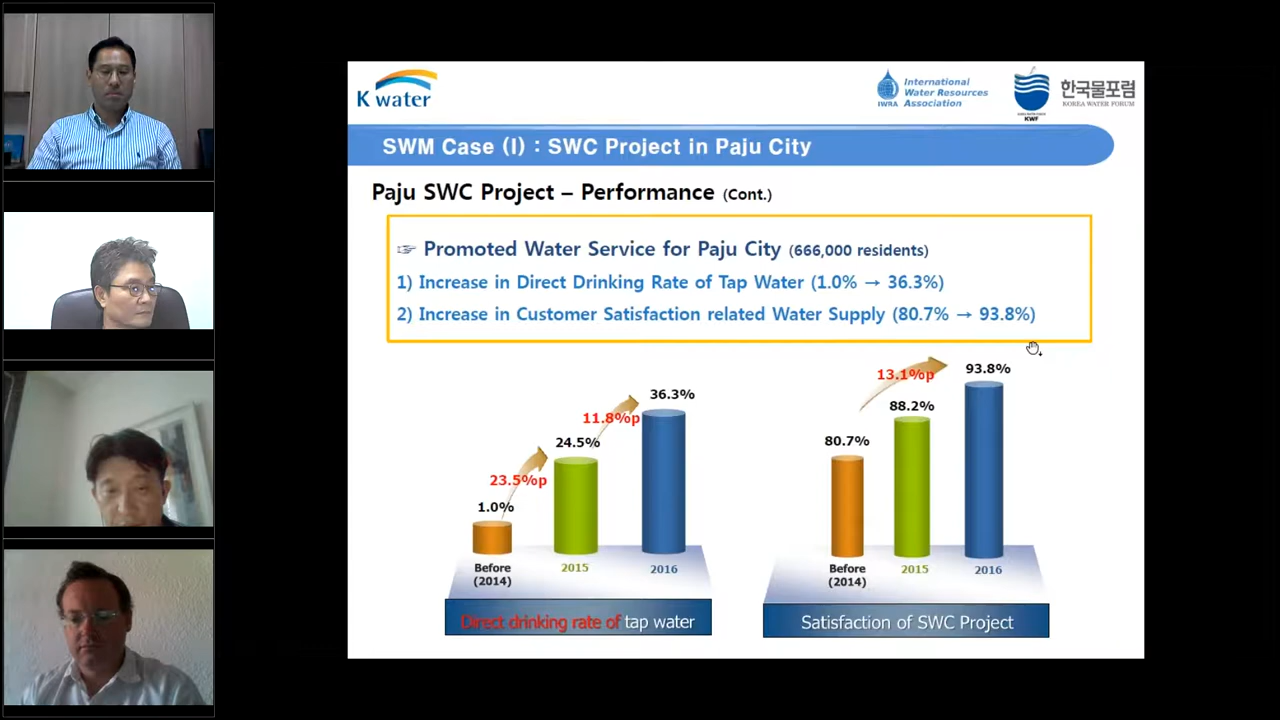 K water
IWRA
International
Water Resources
Association
KWF
한국물포럼
KOREA WATER FORUM
SWM Case (I) : SWC Project in Paju City
Paju SWC Project – Performance (Cont.)
☞ Promoted Water Service for Paju City (666,000 residents)
1) Increase in Direct Drinking Rate of Tap Water (1.0% → 36.3%)
2) Increase in Customer Satisfaction related Water Supply (80.7% → 93.8%)
36.3%
11.8%p
24.5%
23.5%p
1.0%
Before
(2014)
2015
2016
Direct drinking rate of tap water
93.8%
13.1%p
88.2%
80.7%
Before
(2014)
2015
2016
Satisfaction of SWC Project